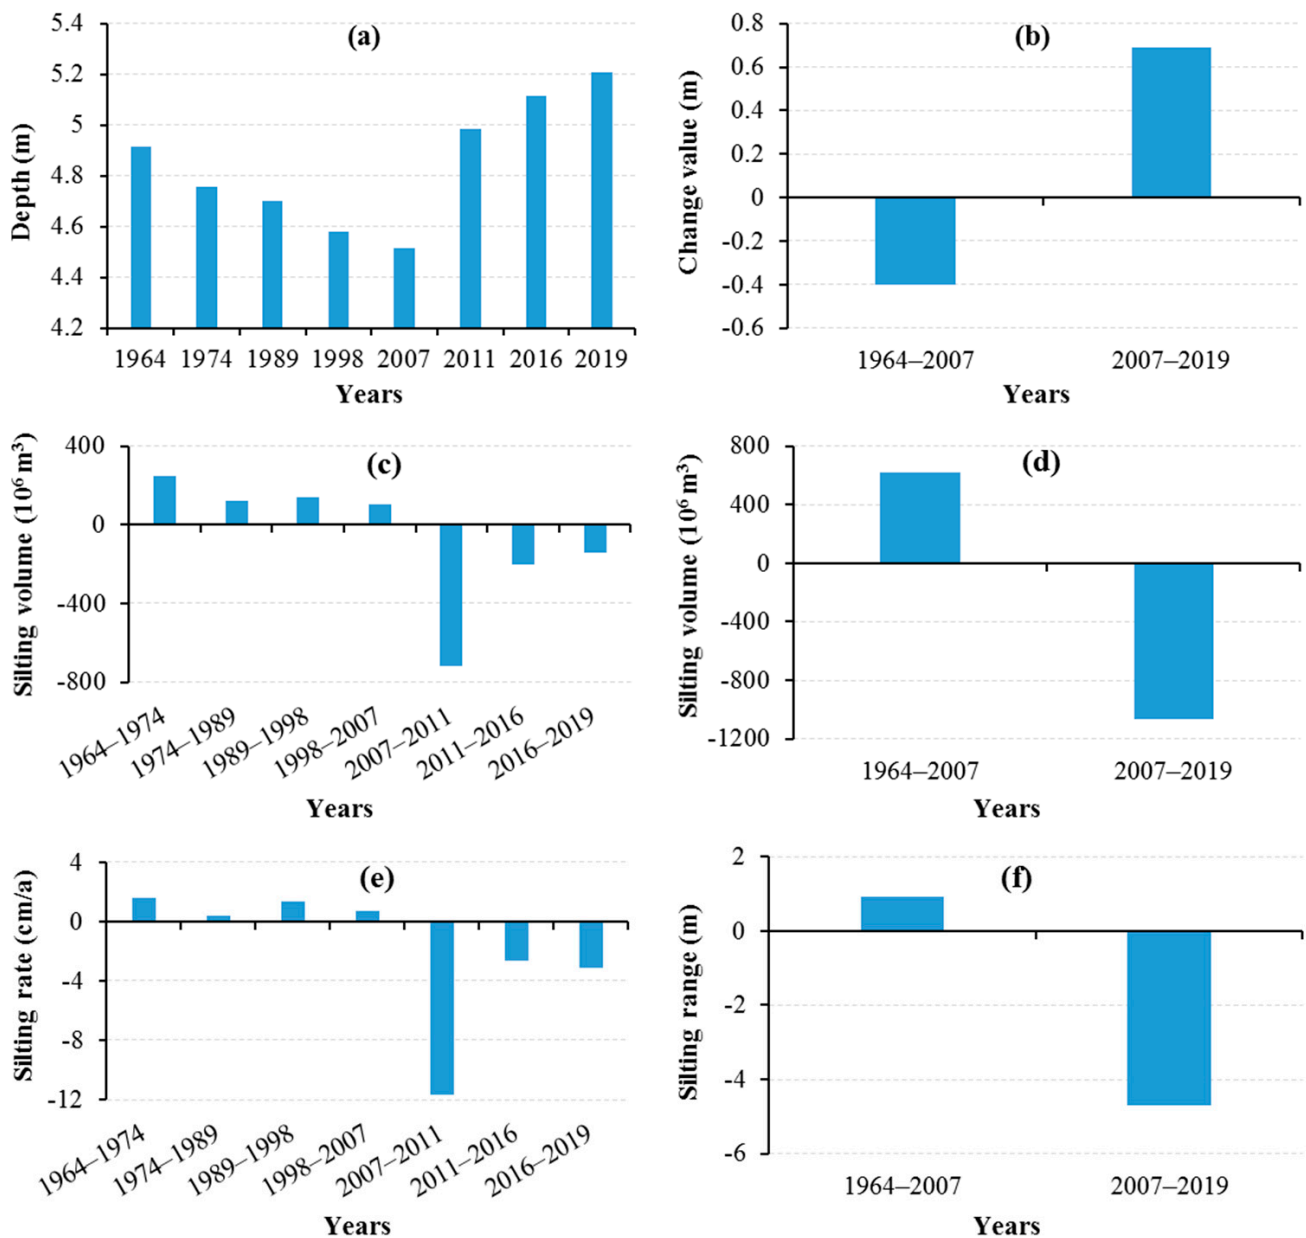 (a)
Depth (m)
5.4
5.2
5
4.8
4.6
4.4
4.2
1964 1974 1989 1998 2007 2011 2016 2019
Years
(b)
Change value (m)
0.8
0.6
0.4
0.2
0
-0.2
-0.4
-0.6
1964–2007 2007–2019
Years
(c)
Silting volume (10⁶ m³)
400
0
-400
-800
1964–1974 1974–1989 1989–1998 1998–2007 2007–2011 2011–2016 2016–2019
Years
(d)
Silting volume (10⁶ m³)
800
400
0
-400
-800
-1200
1964–2007 2007–2019
Years
(e)
Silting rate (cm/a)
4
0
-4
-8
-12
1964–1974 1974–1989 1989–1998 1998–2007 2007–2011 2011–2016 2016–2019
Years
(f)
Silting range (m)
2
0
-2
-4
-6
1964–2007 2007–2019
Years